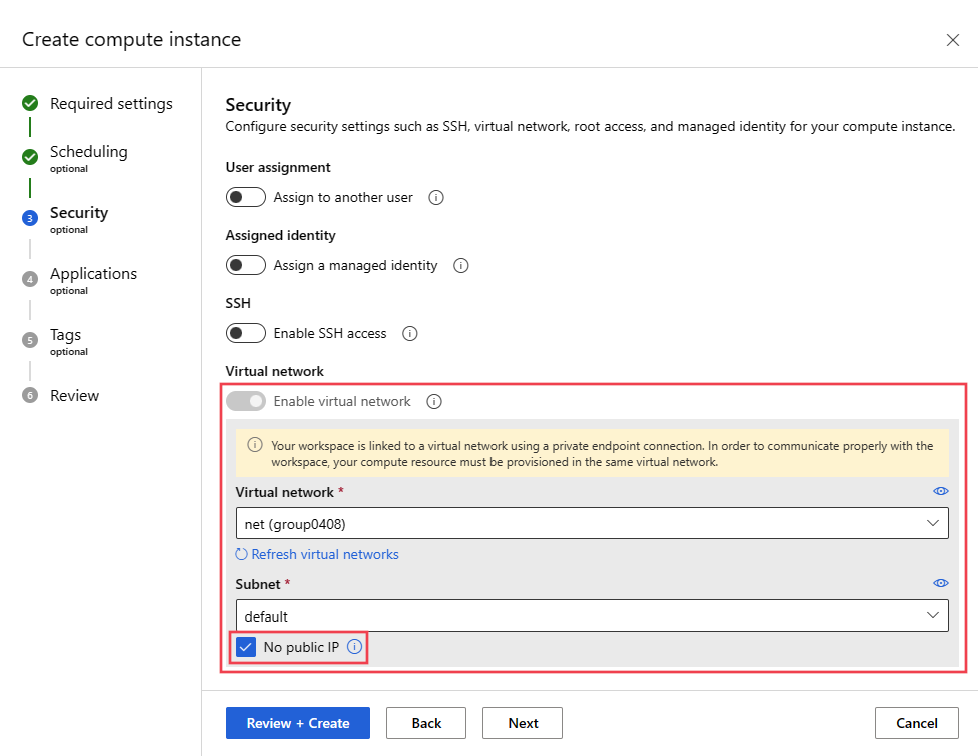 Create compute instance
Required settings
Scheduling
optional
3
Security
optional
4
Applications
optional
5
Tags
optional
6
Review
Security
Configure security settings such as SSH, virtual network, root access, and managed identity for your compute instance.
User assignment
Assign to another user
Assigned identity
Assign a managed identity
SSH
Enable SSH access
Virtual network
Enable virtual network
Your workspace is linked to a virtual network using a private endpoint connection. In order to communicate properly with the
workspace, your compute resource must be provisioned in the same virtual network.
Virtual network *
net (group0408)
Refresh virtual networks
Subnet *
default
No public IP
Review + Create
Back
Next
Cancel